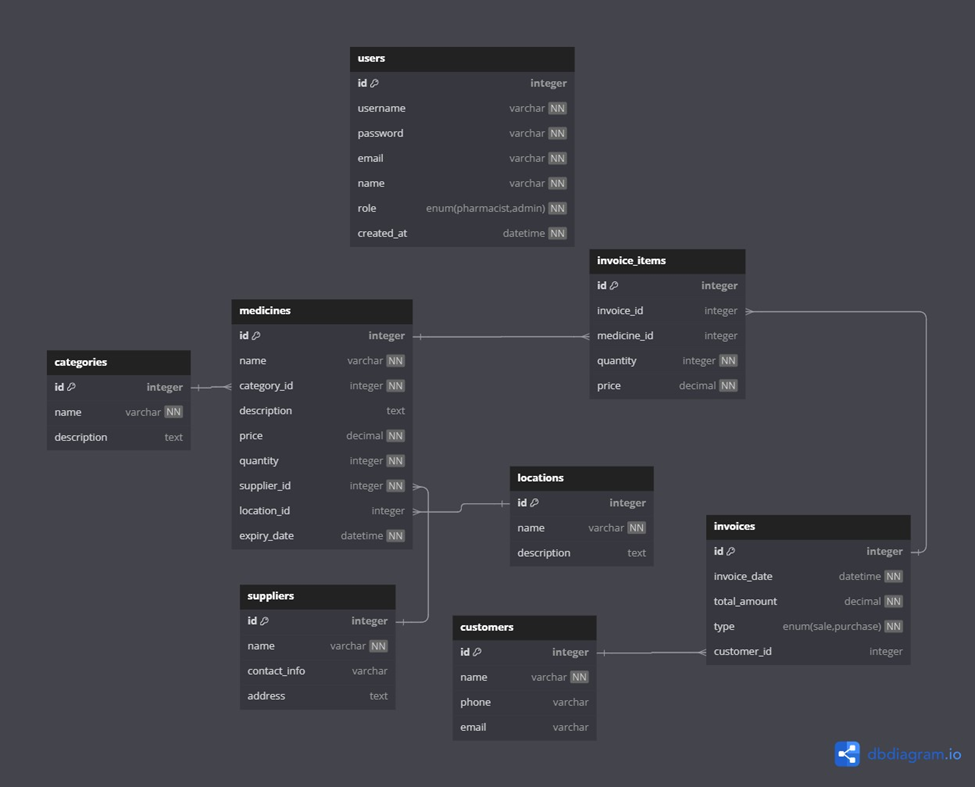 users
id integer
username varchar NN
password varchar NN
email varchar NN
name varchar NN
role enum(pharmacist,admin) NN
created_at datetime NN
invoice_items
id integer
invoice_id integer
medicine_id integer
quantity integer NN
price decimal NN
medicines
id integer
name varchar NN
category_id integer NN
description text
price decimal NN
quantity integer NN
supplier_id integer NN
location_id integer
expiry_date datetime NN
categories
id integer
name varchar NN
description text
locations
id integer
name varchar NN
description text
invoices
id integer
invoice_date datetime NN
total_amount decimal NN
type enum(sale,purchase) NN
customer_id integer
suppliers
id integer
name varchar NN
contact_info varchar
address text
customers
id integer
name varchar NN
phone varchar
email varchar
dbdiagram.io